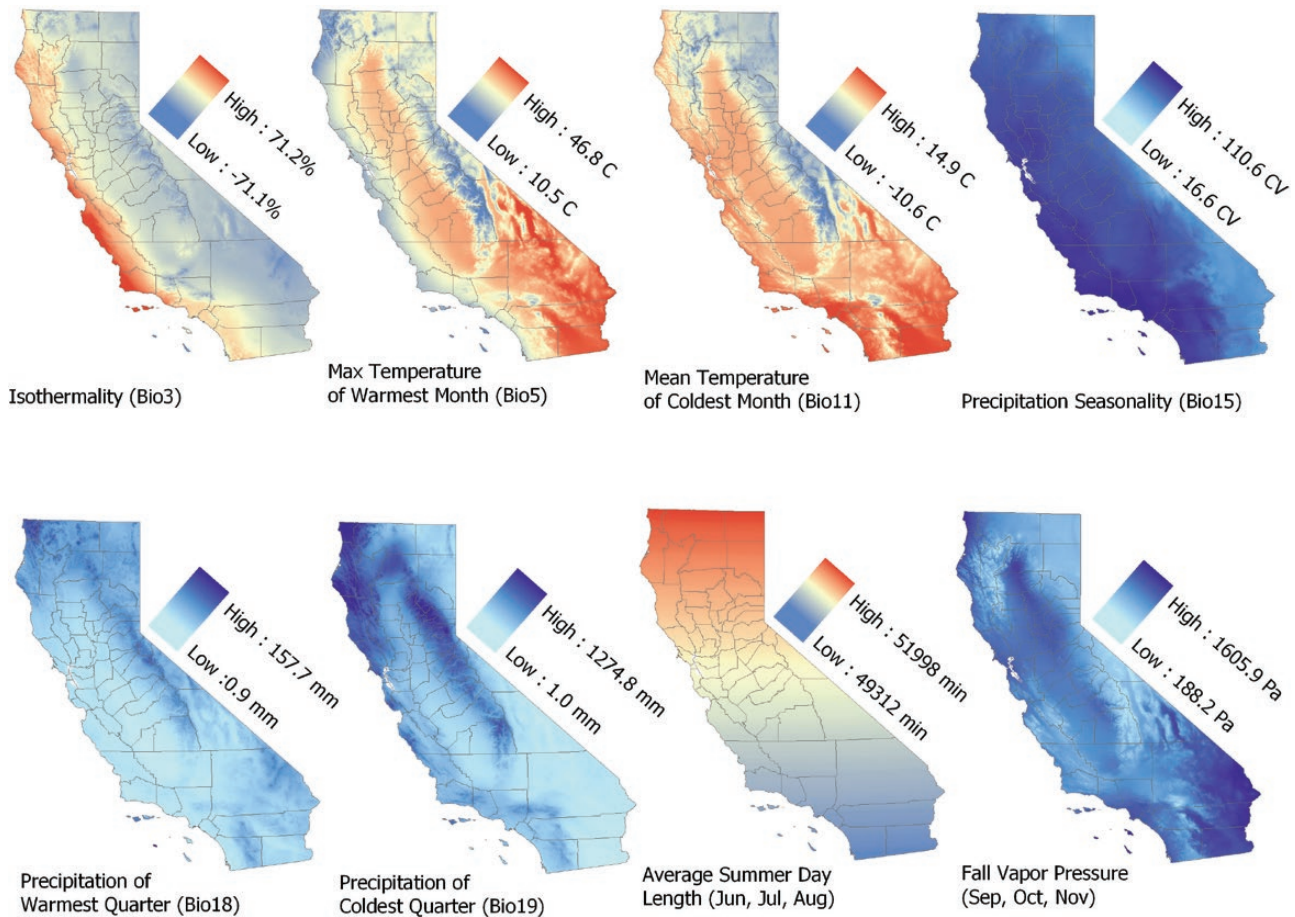 High : 71.2%
Low : -71.1%
Isothermality (Bio3)
High : 46.8 C
Low : 10.5 C
Max Temperature
of Warmest Month (Bio5)
High : 14.9 C
Low : -10.6 C
Mean Temperature
of Coldest Month (Bio11)
High : 110.6 CV
Low : 16.6 CV
Precipitation Seasonality (Bio15)
High : 157.7 mm
Low :0.9 mm
Precipitation of
Warmest Quarter (Bio18)
High : 1274.8 mm
Low : 1.0 mm
Precipitation of
Coldest Quarter (Bio19)
High : 51998 min
Low : 49312 min
Average Summer Day
Length (Jun, Jul, Aug)
High : 1605.9 Pa
Low : 188.2 Pa
Fall Vapor Pressure
(Sep, Oct, Nov)